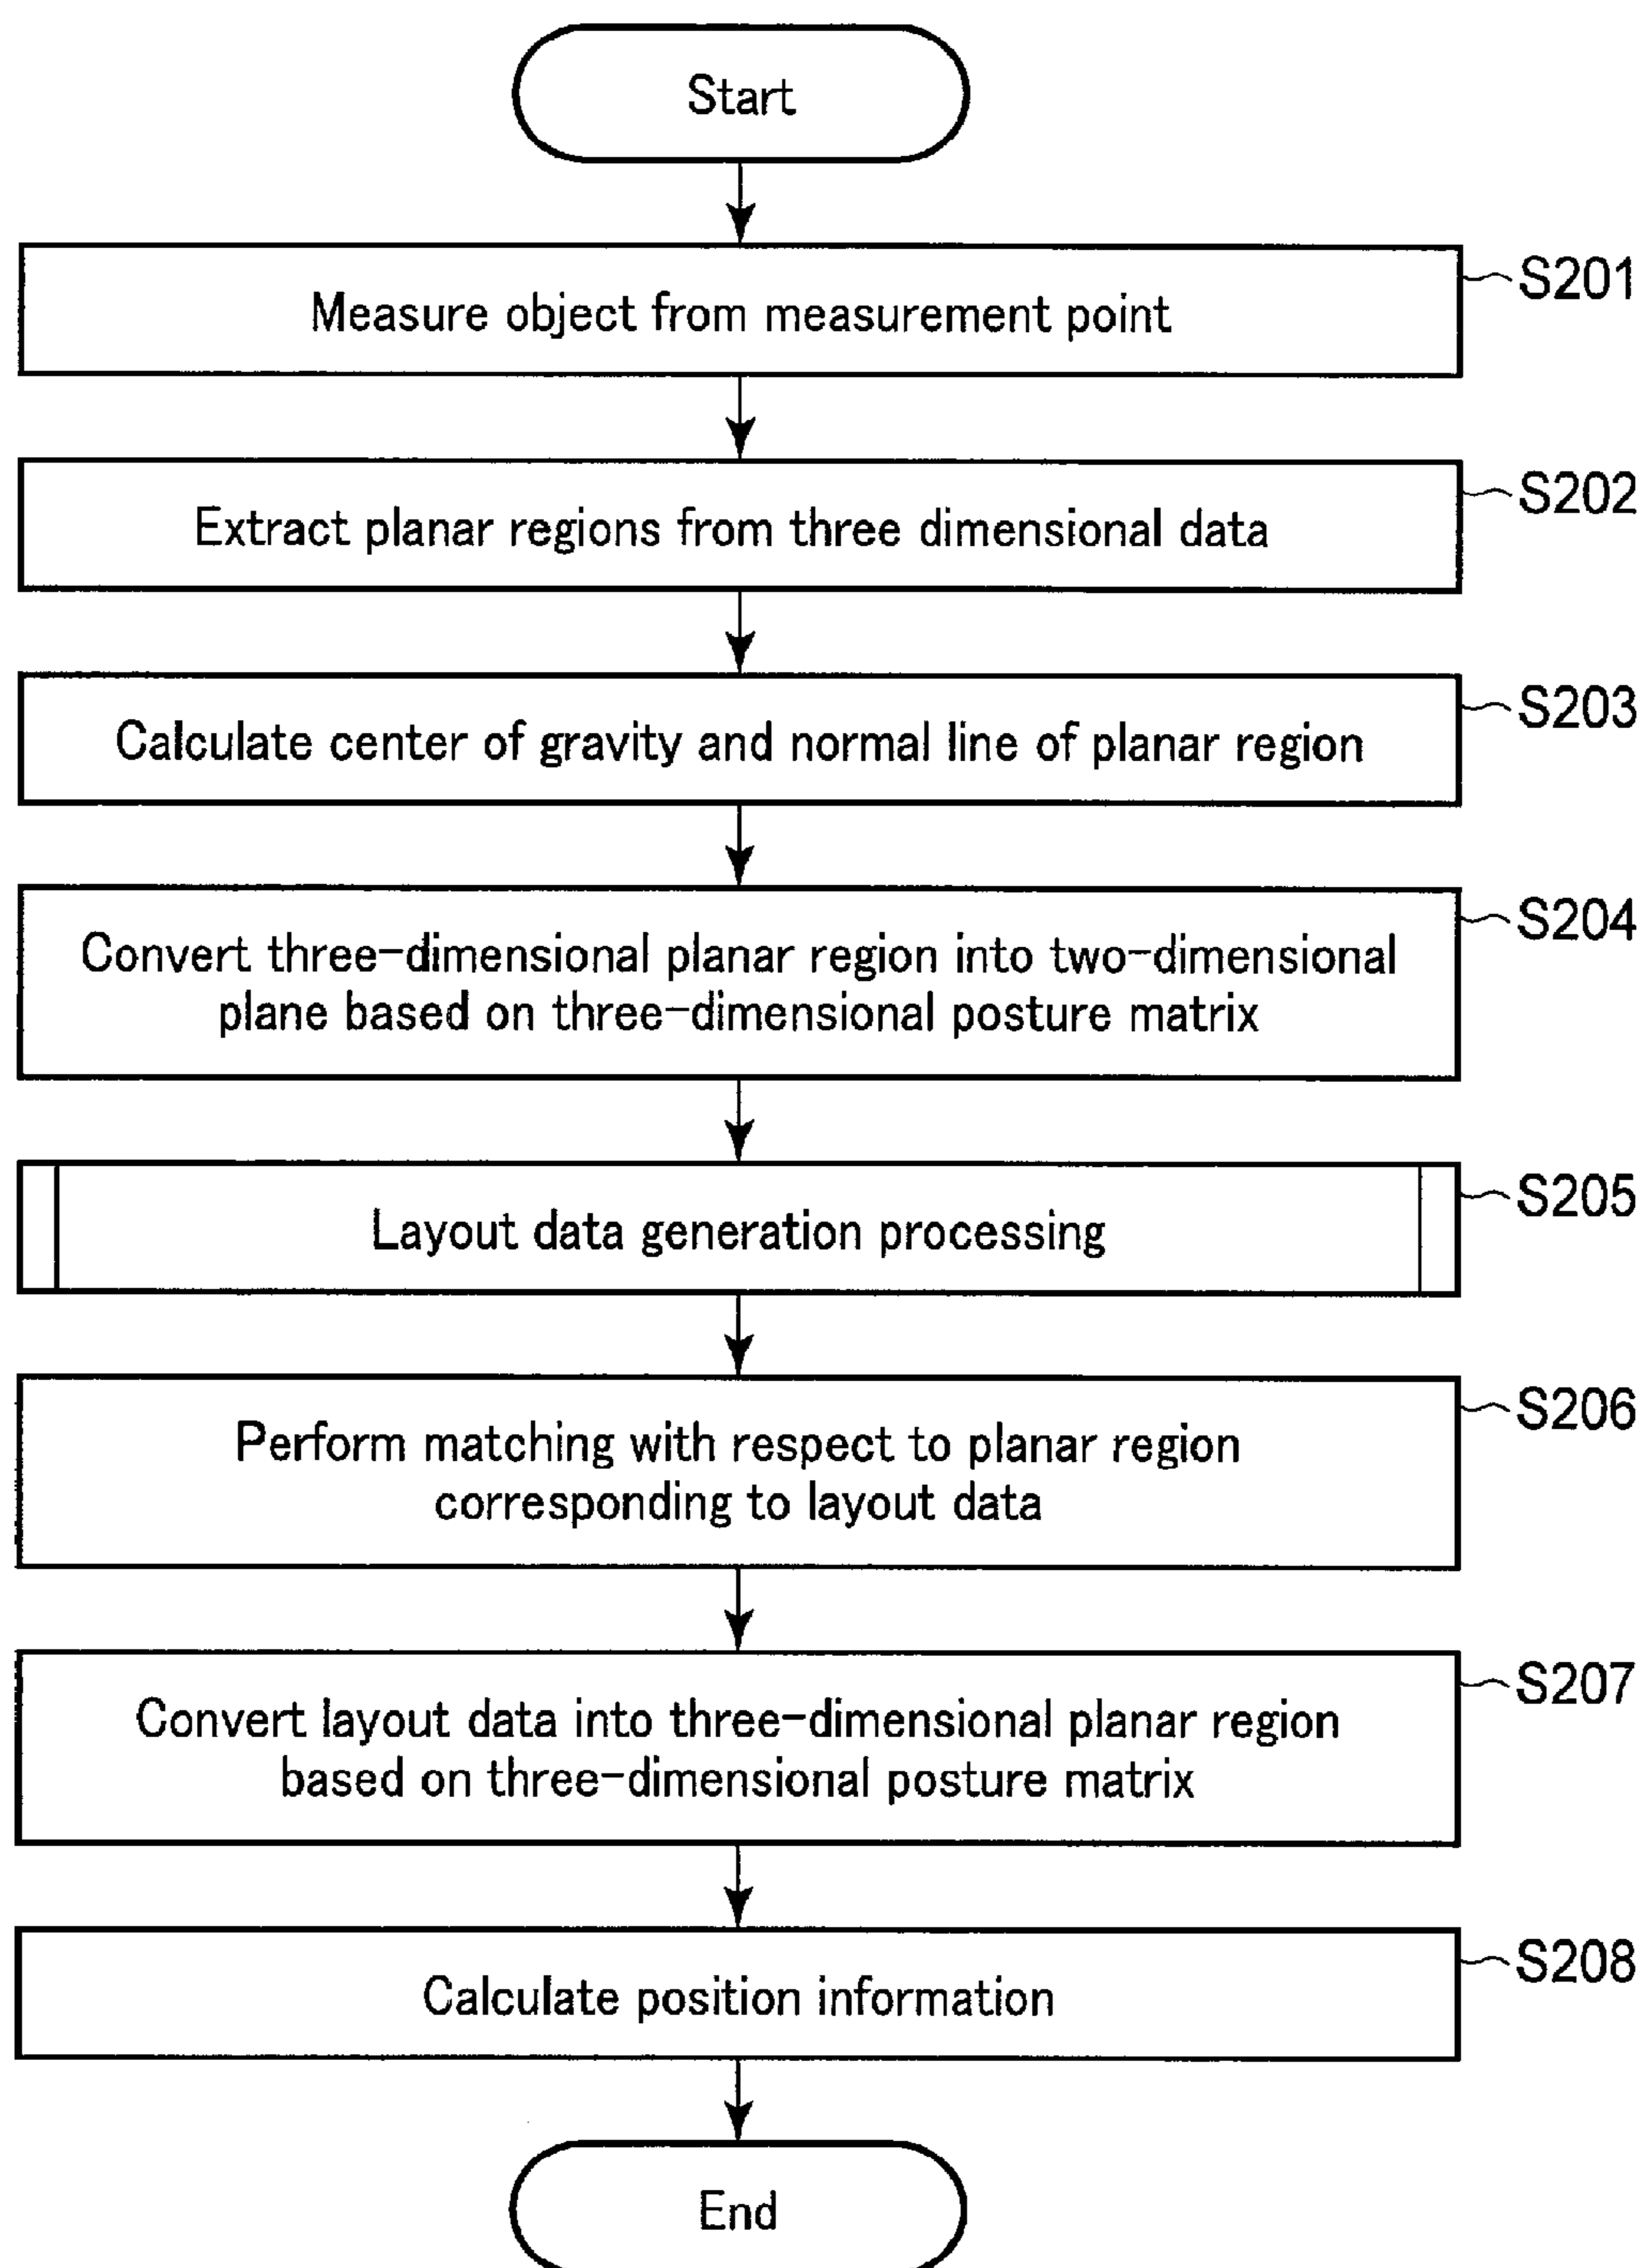 Start
S201
Measure object from measurement point
S202
Extract planar regions from three dimensional data
S203
Calculate center of gravity and normal line of planar region
S204
Convert three-dimensional planar region into two-dimensional
plane based on three-dimensional posture matrix
S205
Layout data generation processing
S206
Perform matching with respect to planar region
corresponding to layout data
S207
Convert layout data into three-dimensional planar region
based on three-dimensional posture matrix
S208
Calculate position information
End